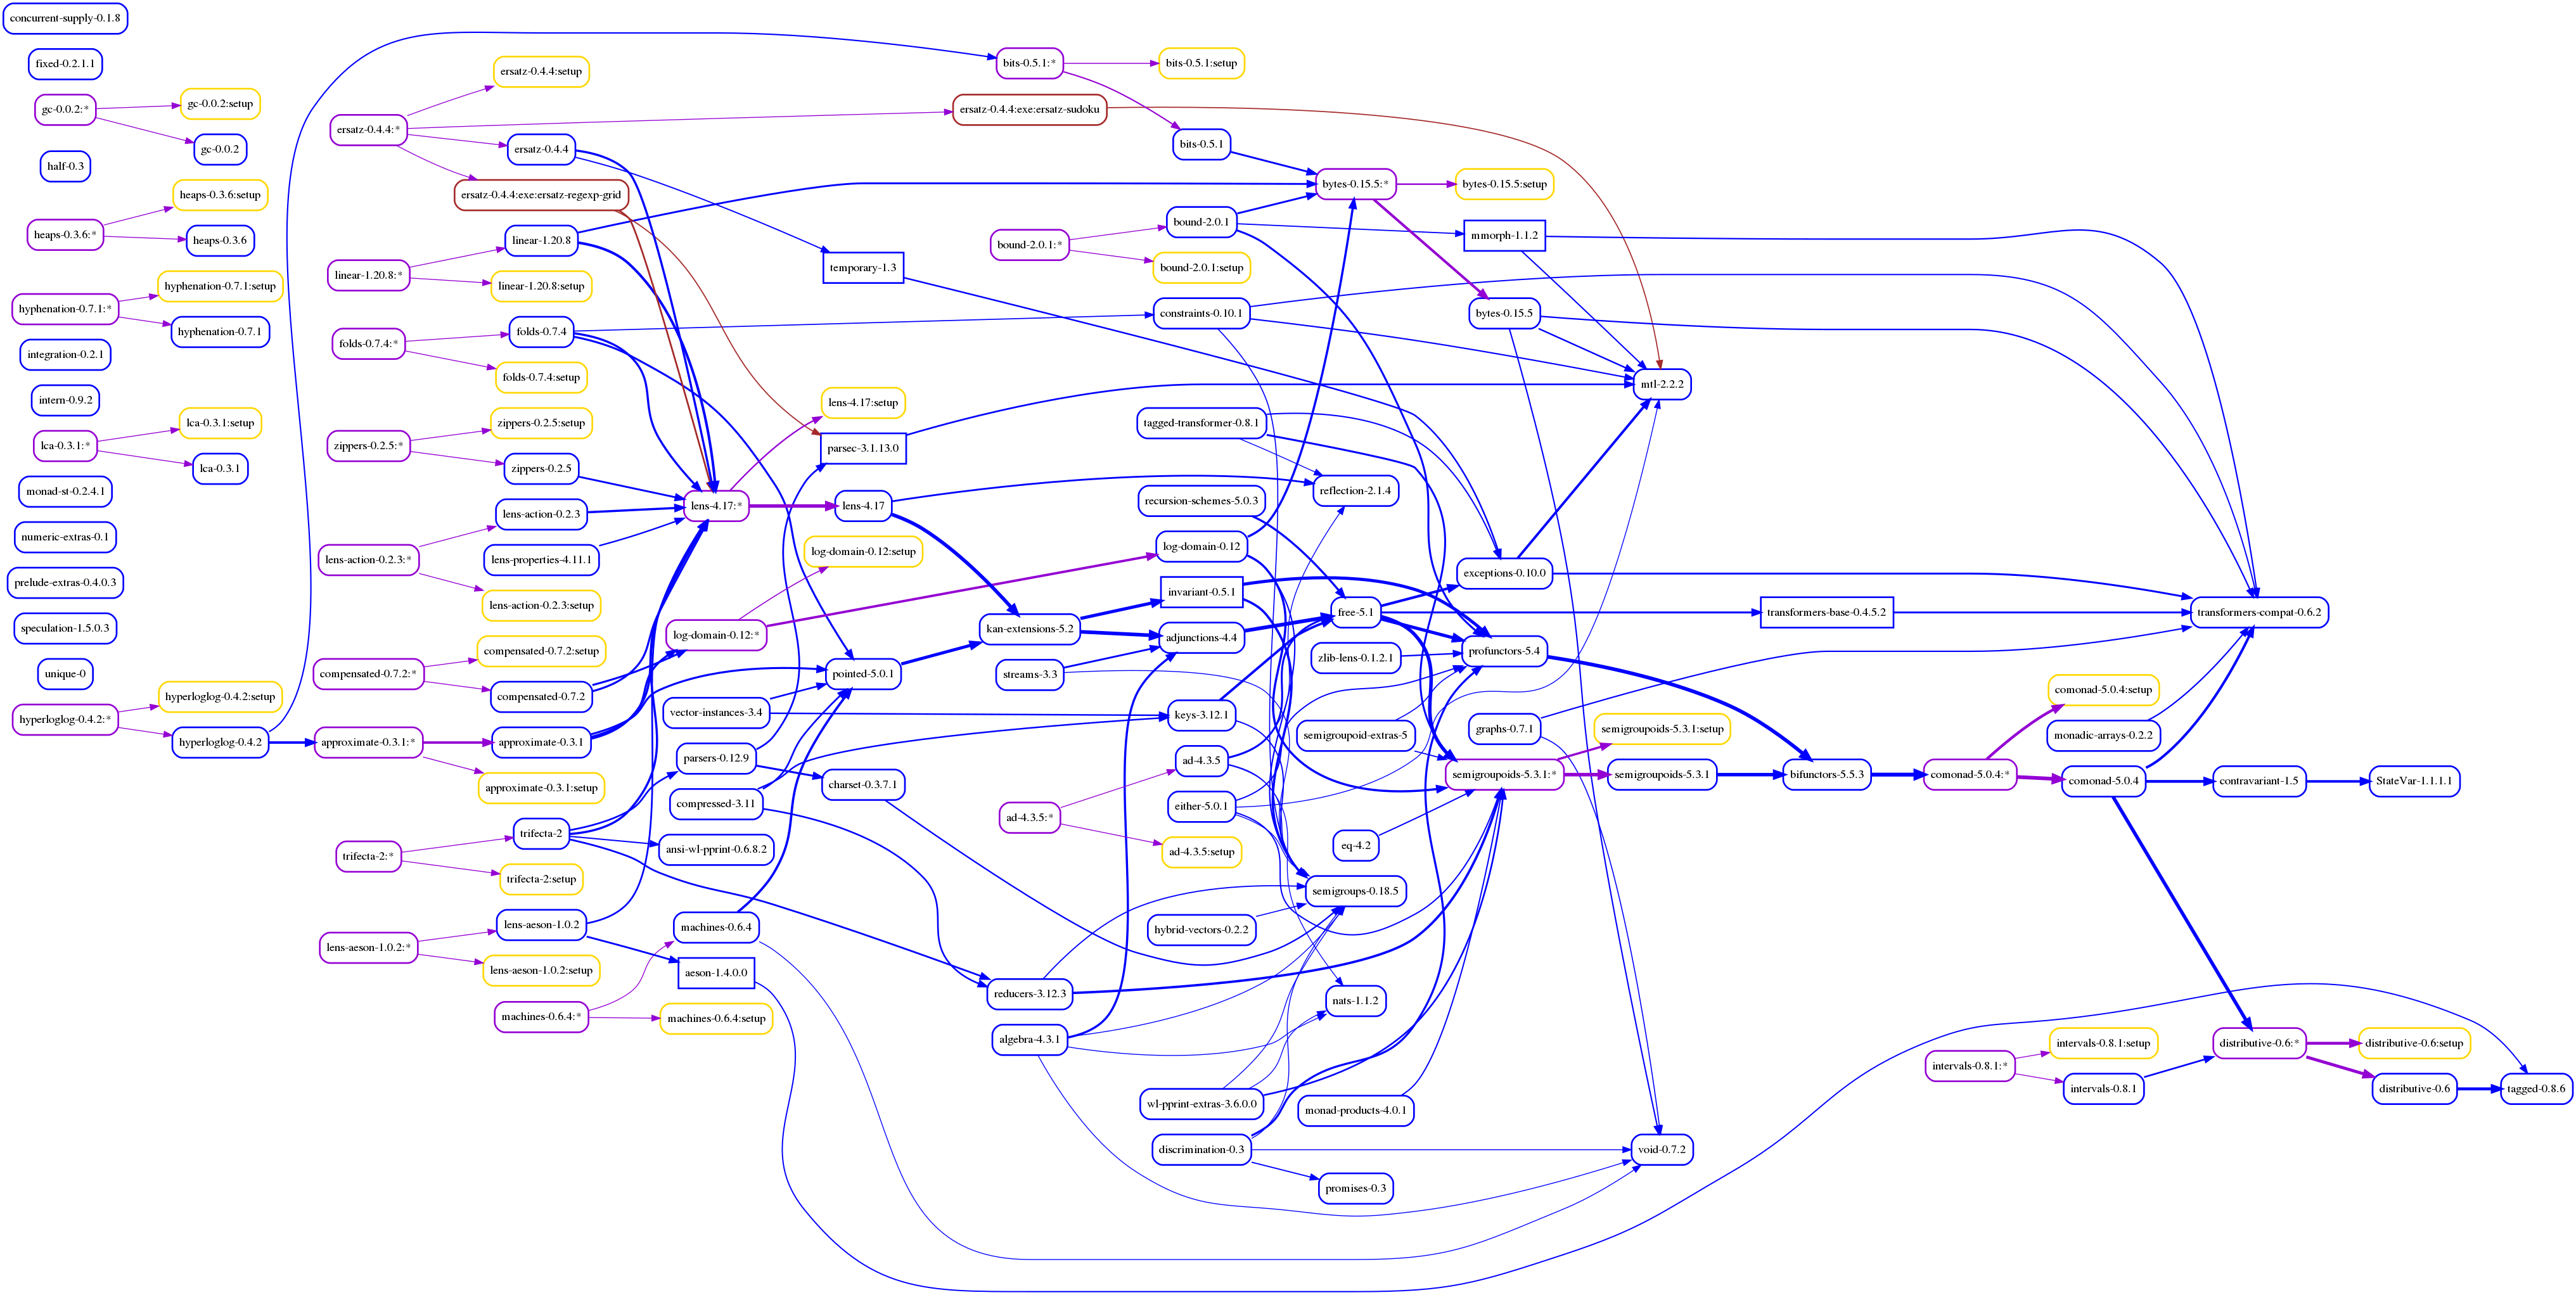 concurrent-supply-0.1.8
fixed-0.2.1.1
gc-0.0.2:*
gc-0.0.2:setup
gc-0.0.2
half-0.3
heaps-0.3.6:*
heaps-0.3.6:setup
heaps-0.3.6
hyphenation-0.7.1:*
hyphenation-0.7.1:setup
hyphenation-0.7.1
integration-0.2.1
intern-0.9.2
lca-0.3.1:*
lca-0.3.1:setup
lca-0.3.1
monad-st-0.2.4.1
numeric-extras-0.1
prelude-extras-0.4.0.3
speculation-1.5.0.3
unique-0
hyperloglog-0.4.2:*
hyperloglog-0.4.2:setup
hyperloglog-0.4.2
ersatz-0.4.4:*
ersatz-0.4.4:setup
ersatz-0.4.4
ersatz-0.4.4:exe:ersatz-regexp-grid
ersatz-0.4.4:exe:ersatz-sudoku
linear-1.20.8:*
linear-1.20.8
linear-1.20.8:setup
folds-0.7.4:*
folds-0.7.4
folds-0.7.4:setup
zippers-0.2.5:*
zippers-0.2.5:setup
zippers-0.2.5
lens-action-0.2.3:*
lens-action-0.2.3
lens-properties-4.11.1
lens-action-0.2.3:setup
compensated-0.7.2:*
compensated-0.7.2:setup
compensated-0.7.2
approximate-0.3.1:*
approximate-0.3.1
approximate-0.3.1:setup
trifecta-2:*
trifecta-2
trifecta-2:setup
lens-aeson-1.0.2:*
lens-aeson-1.0.2
lens-aeson-1.0.2:setup
machines-0.6.4:*
machines-0.6.4
machines-0.6.4:setup
aeson-1.4.0.0
lens-4.17:*
lens-4.17:setup
lens-4.17
log-domain-0.12:*
log-domain-0.12:setup
log-domain-0.12
vector-instances-3.4
parsers-0.12.9
compressed-3.11
ansi-wl-pprint-0.6.8.2
temporary-1.3
parsec-3.1.13.0
pointed-5.0.1
charset-0.3.7.1
bits-0.5.1:*
bits-0.5.1:setup
bits-0.5.1
bound-2.0.1:*
bound-2.0.1
bound-2.0.1:setup
constraints-0.10.1
tagged-transformer-0.8.1
recursion-schemes-5.0.3
invariant-0.5.1
kan-extensions-5.2
adjunctions-4.4
streams-3.3
keys-3.12.1
ad-4.3.5:*
ad-4.3.5
either-5.0.1
ad-4.3.5:setup
hybrid-vectors-0.2.2
reducers-3.12.3
algebra-4.3.1
wl-pprint-extras-3.6.0.0
discrimination-0.3
bytes-0.15.5:*
bytes-0.15.5:setup
mmorph-1.1.2
bytes-0.15.5
mtl-2.2.2
reflection-2.1.4
exceptions-0.10.0
free-5.1
transformers-base-0.4.5.2
transformers-compat-0.6.2
zlib-lens-0.1.2.1
profunctors-5.4
semigroupoid-extras-5
graphs-0.7.1
semigroupoids-5.3.1:setup
semigroupoids-5.3.1:*
semigroupoids-5.3.1
bifunctors-5.5.3
eq-4.2
semigroups-0.18.5
nats-1.1.2
monad-products-4.0.1
void-0.7.2
promises-0.3
comonad-5.0.4:*
comonad-5.0.4:setup
monadic-arrays-0.2.2
comonad-5.0.4
contravariant-1.5
StateVar-1.1.1.1
intervals-0.8.1:*
intervals-0.8.1:setup
intervals-0.8.1
distributive-0.6:*
distributive-0.6:setup
distributive-0.6
tagged-0.8.6